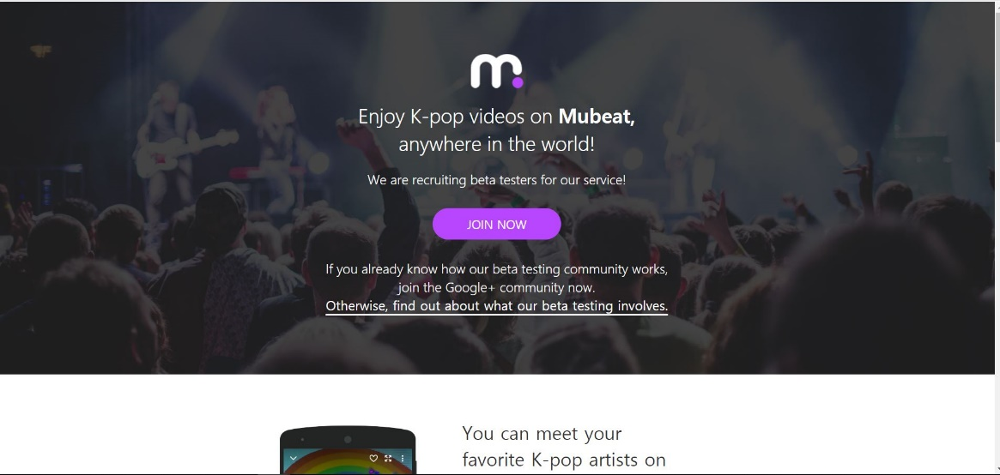 m.
Enjoy K-pop videos on Mubeat,
anywhere in the world!
We are recruiting beta testers for our service!
JOIN NOW
If you already know how our beta testing community works,
join the Google+ community now.
Otherwise, find out about what our beta testing involves.
You can meet your
favorite K-pop artists on